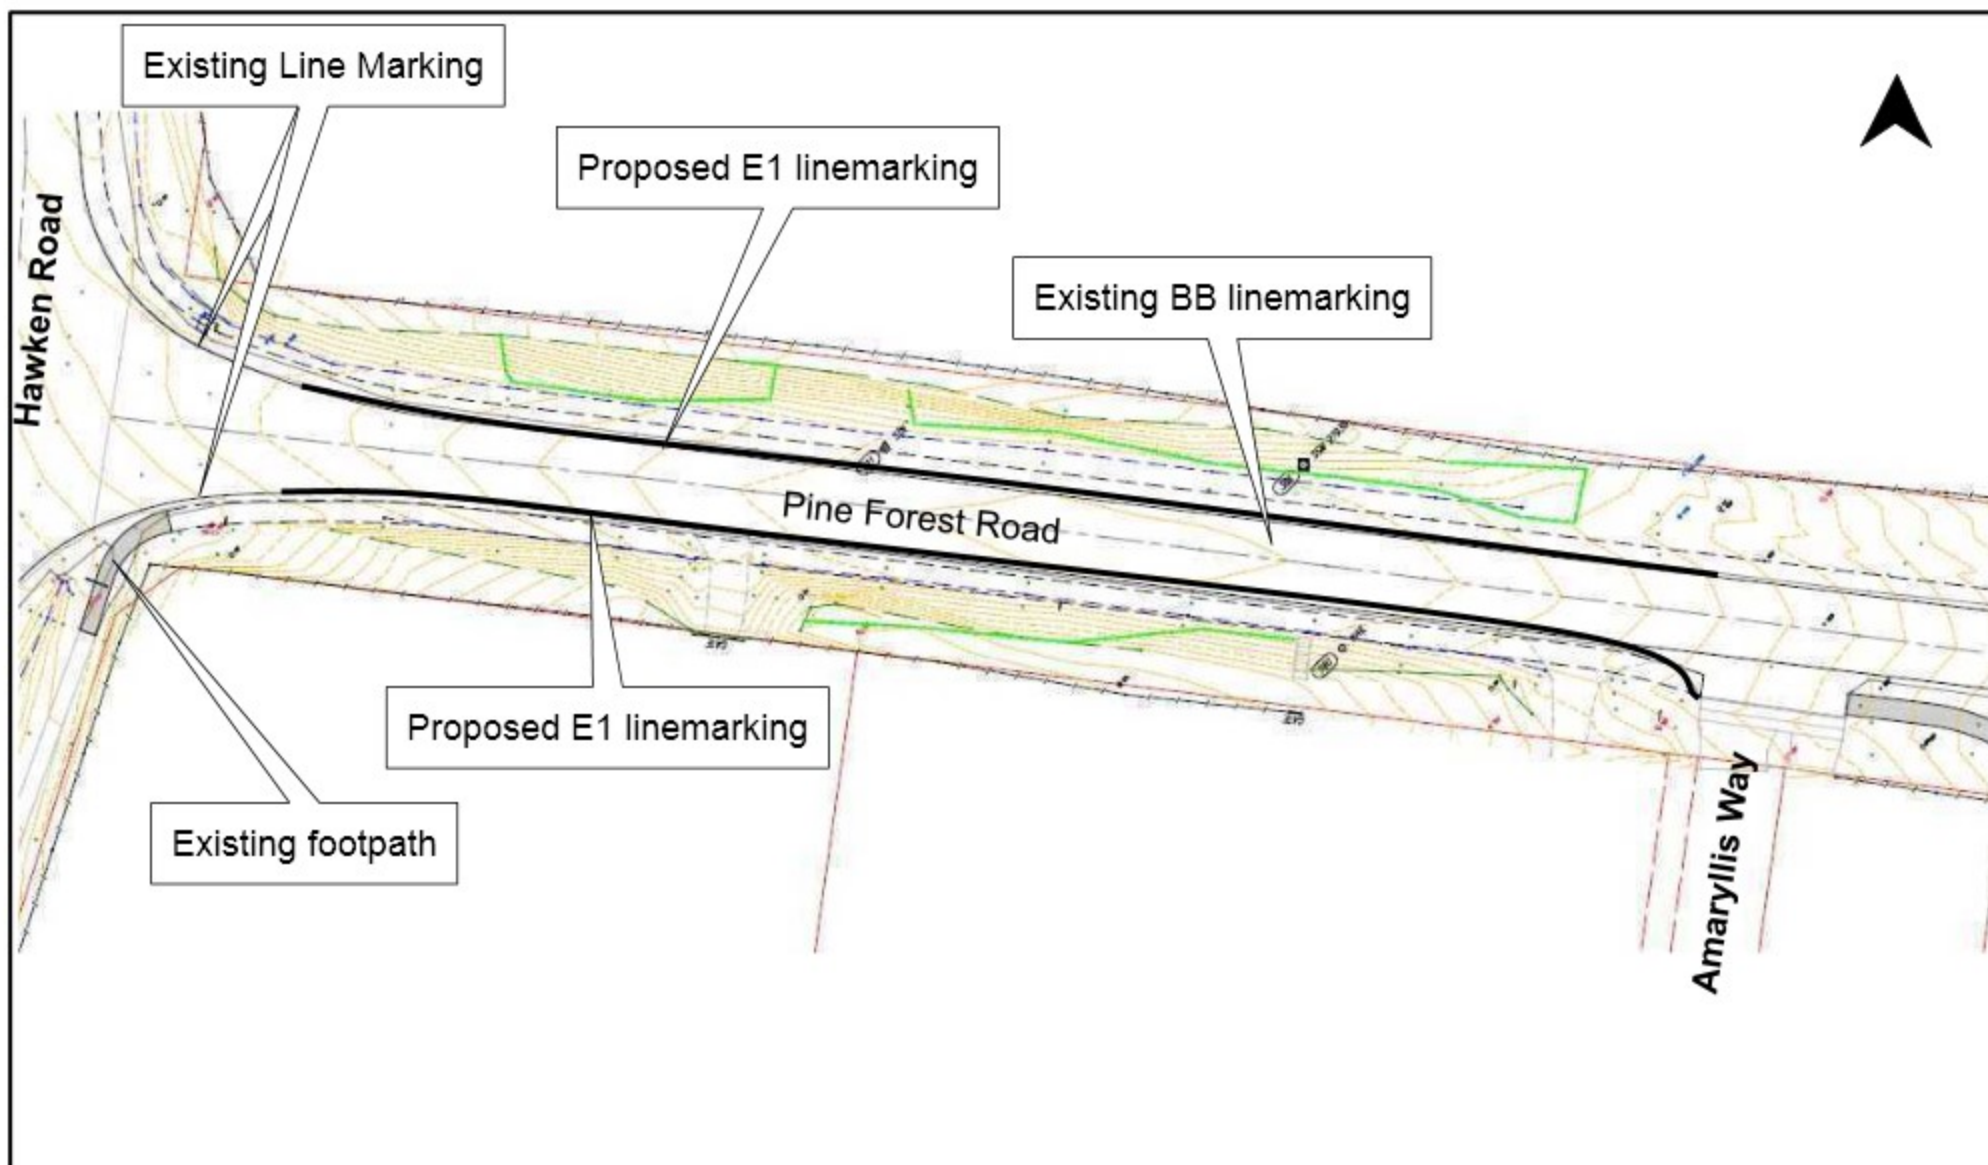 Existing Line Marking
Proposed E1 linemarking
Existing BB linemarking
Hawken Road
Pine Forest Road
Proposed E1 linemarking
Existing footpath
Amaryllis Way